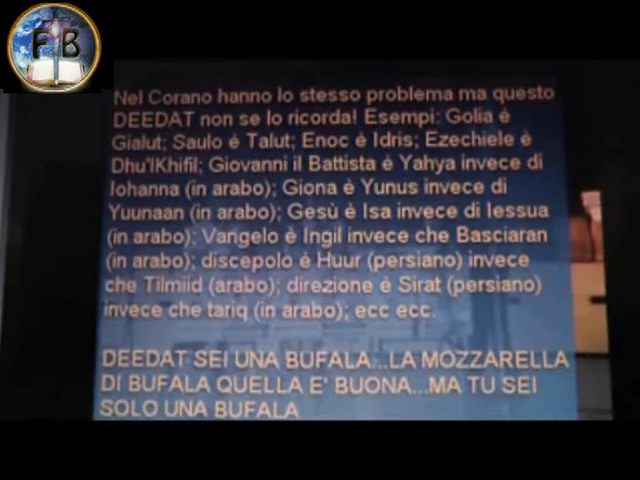 FB
Nel Corano hanno lo stesso problema ma questo
DEEDAT non se lo ricorda! Esempi: Golia è
Gialut; Saulo è Talut; Enoc è Idris; Ezechiele è
Dhu'lKhifil; Giovanni il Battista è Yahya invece di
Iohanna (in arabo); Giona è Yunus invece di
Yuunaan (in arabo); Gesù è Isa invece di Iessua
(in arabo); Vangelo è Ingil invece che Basciaran
(in arabo); discepolo è Huur (persiano) invece
che Tilmiid (arabo); direzione è Sirat (persiano)
invece che tariq (in arabo); ecc ecc.
DEEDAT SEI UNA BUFALA...LA MOZZARELLA
DI BUFALA QUELLA E' BUONA...MA TU SEI
SOLO UNA BUFALA